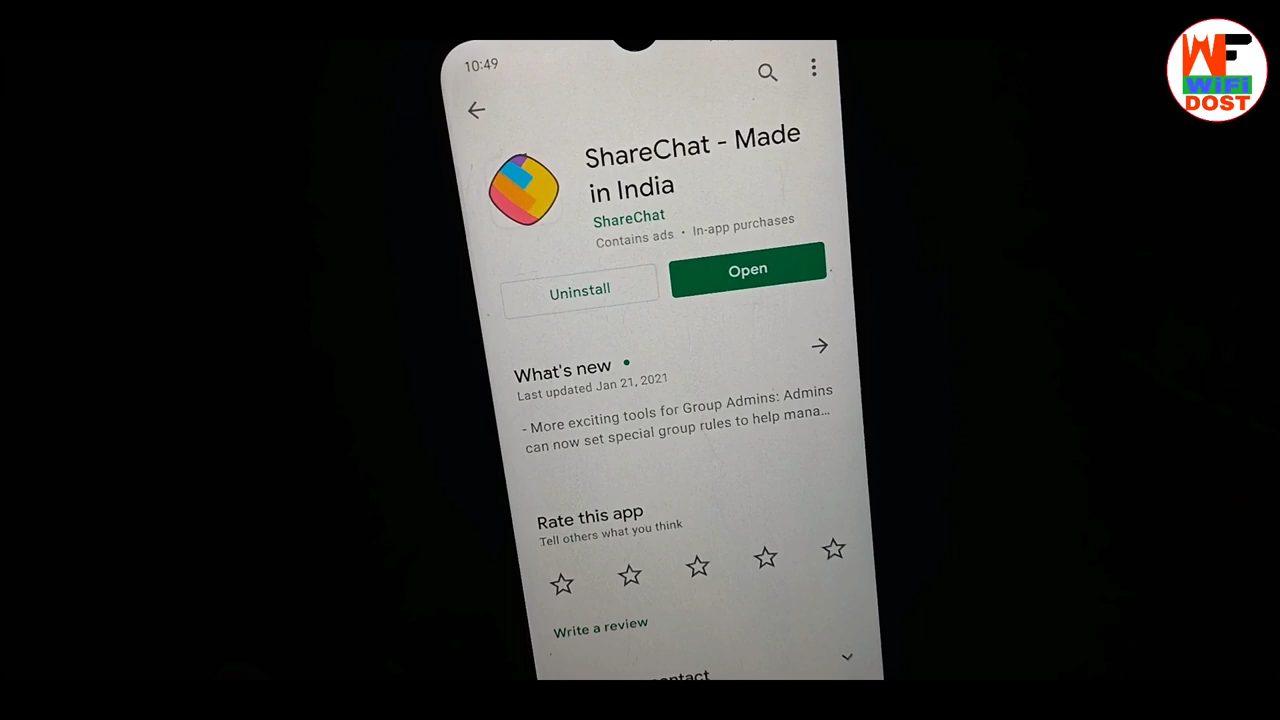 10:49
WF
WiFi
DOST
ShareChat - Made
in India
ShareChat
Contains ads • In-app purchases
Uninstall
Open
What's new •
Last updated Jan 21, 2021
- More exciting tools for Group Admins: Admins
can now set special group rules to help mana...
Rate this app
Tell others what you think
Write a review